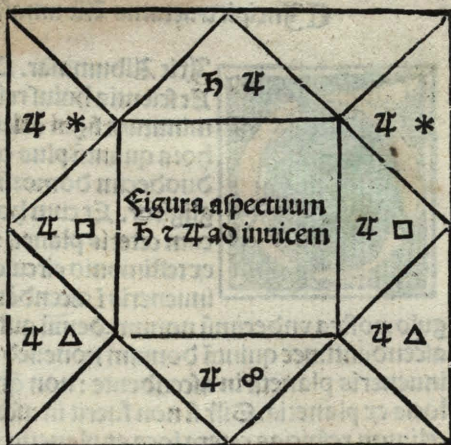 ♄ ♃
♃ ⚹ ♃ ⚹
Figura aspectuum
♄ ⁊ ♃ ad inuicem
♃ □ ♃ □
♃ △ ♃ △
♃ ☍